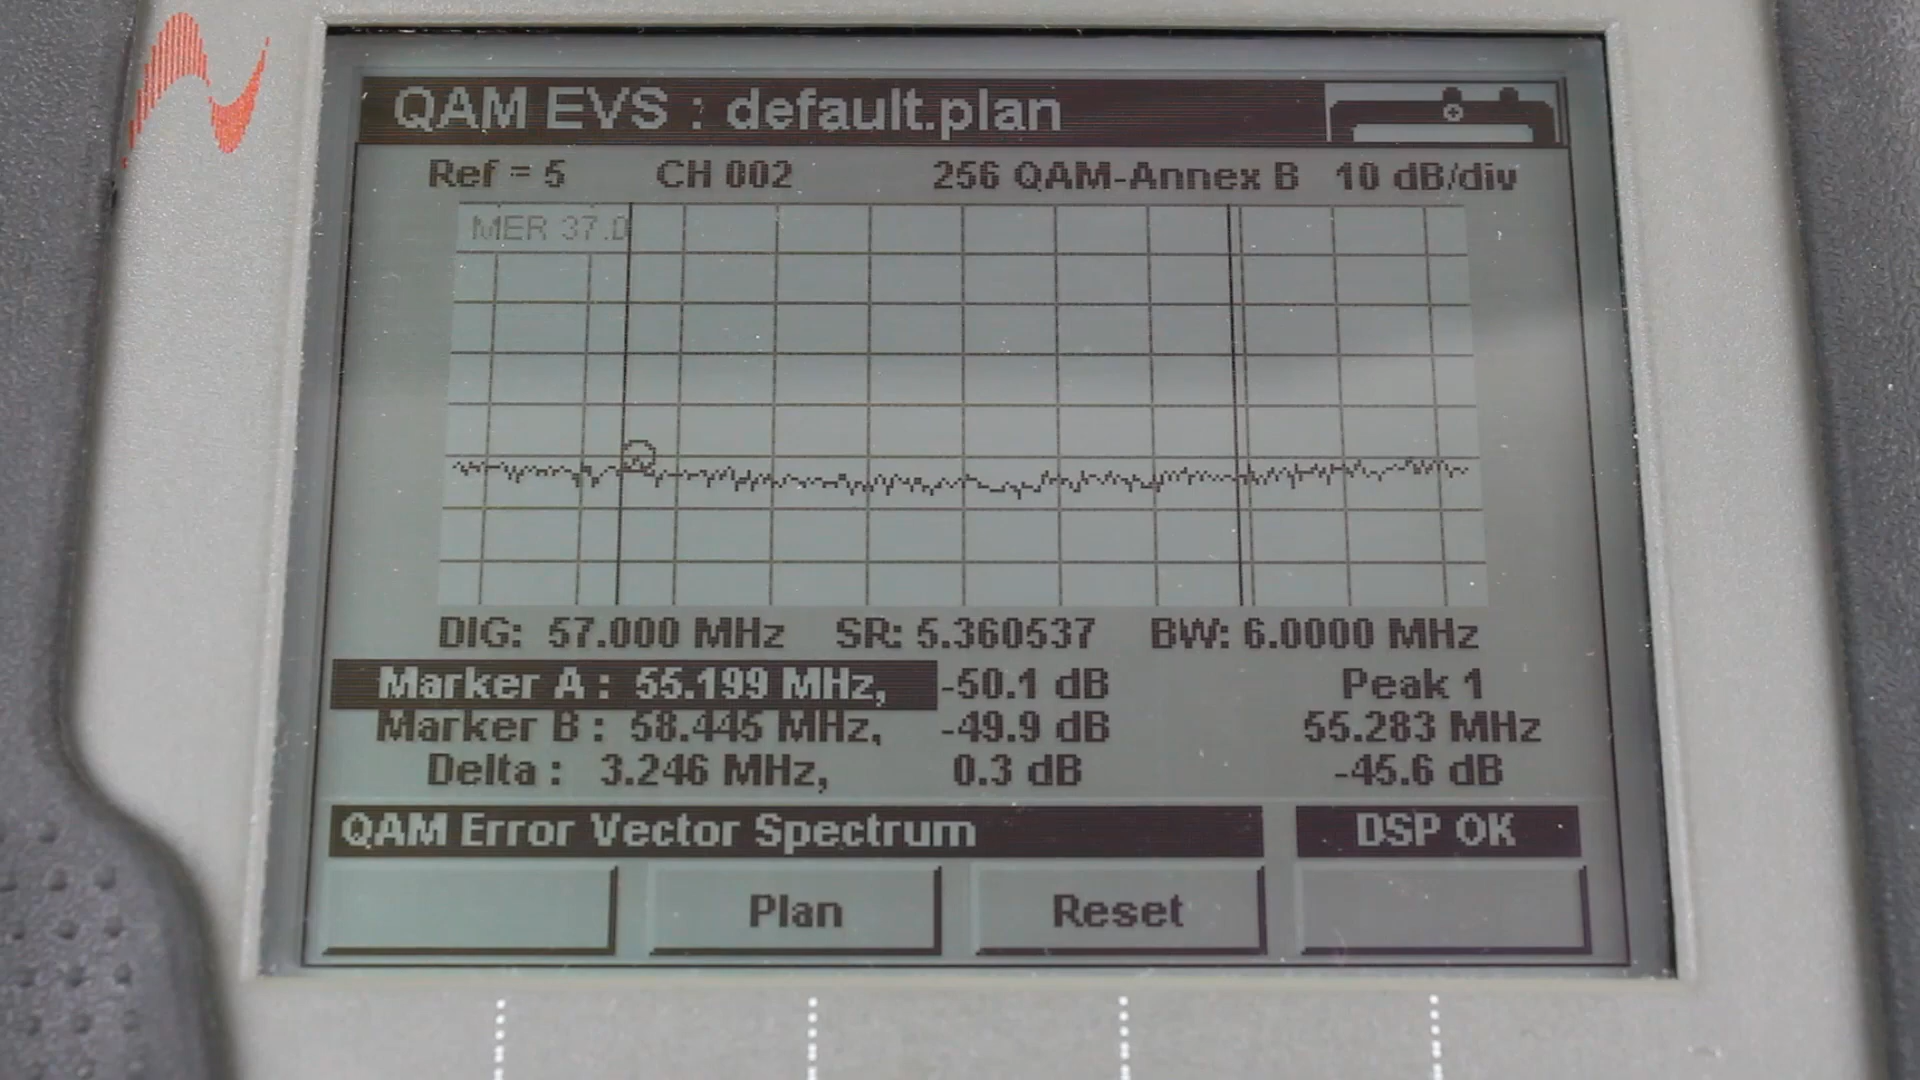 QAM EVS : default.plan
Ref = 5 CH 002 256 QAM-Annex B 10 dB/div
MER 37.0
DIG: 57.000 MHz SR: 5.360537 BW: 6.0000 MHz
Marker A : 55.199 MHz, -50.1 dB Peak 1
Marker B : 58.445 MHz, -49.9 dB 55.283 MHz
Delta : 3.246 MHz, 0.3 dB -45.6 dB
QAM Error Vector Spectrum DSP OK
Plan Reset